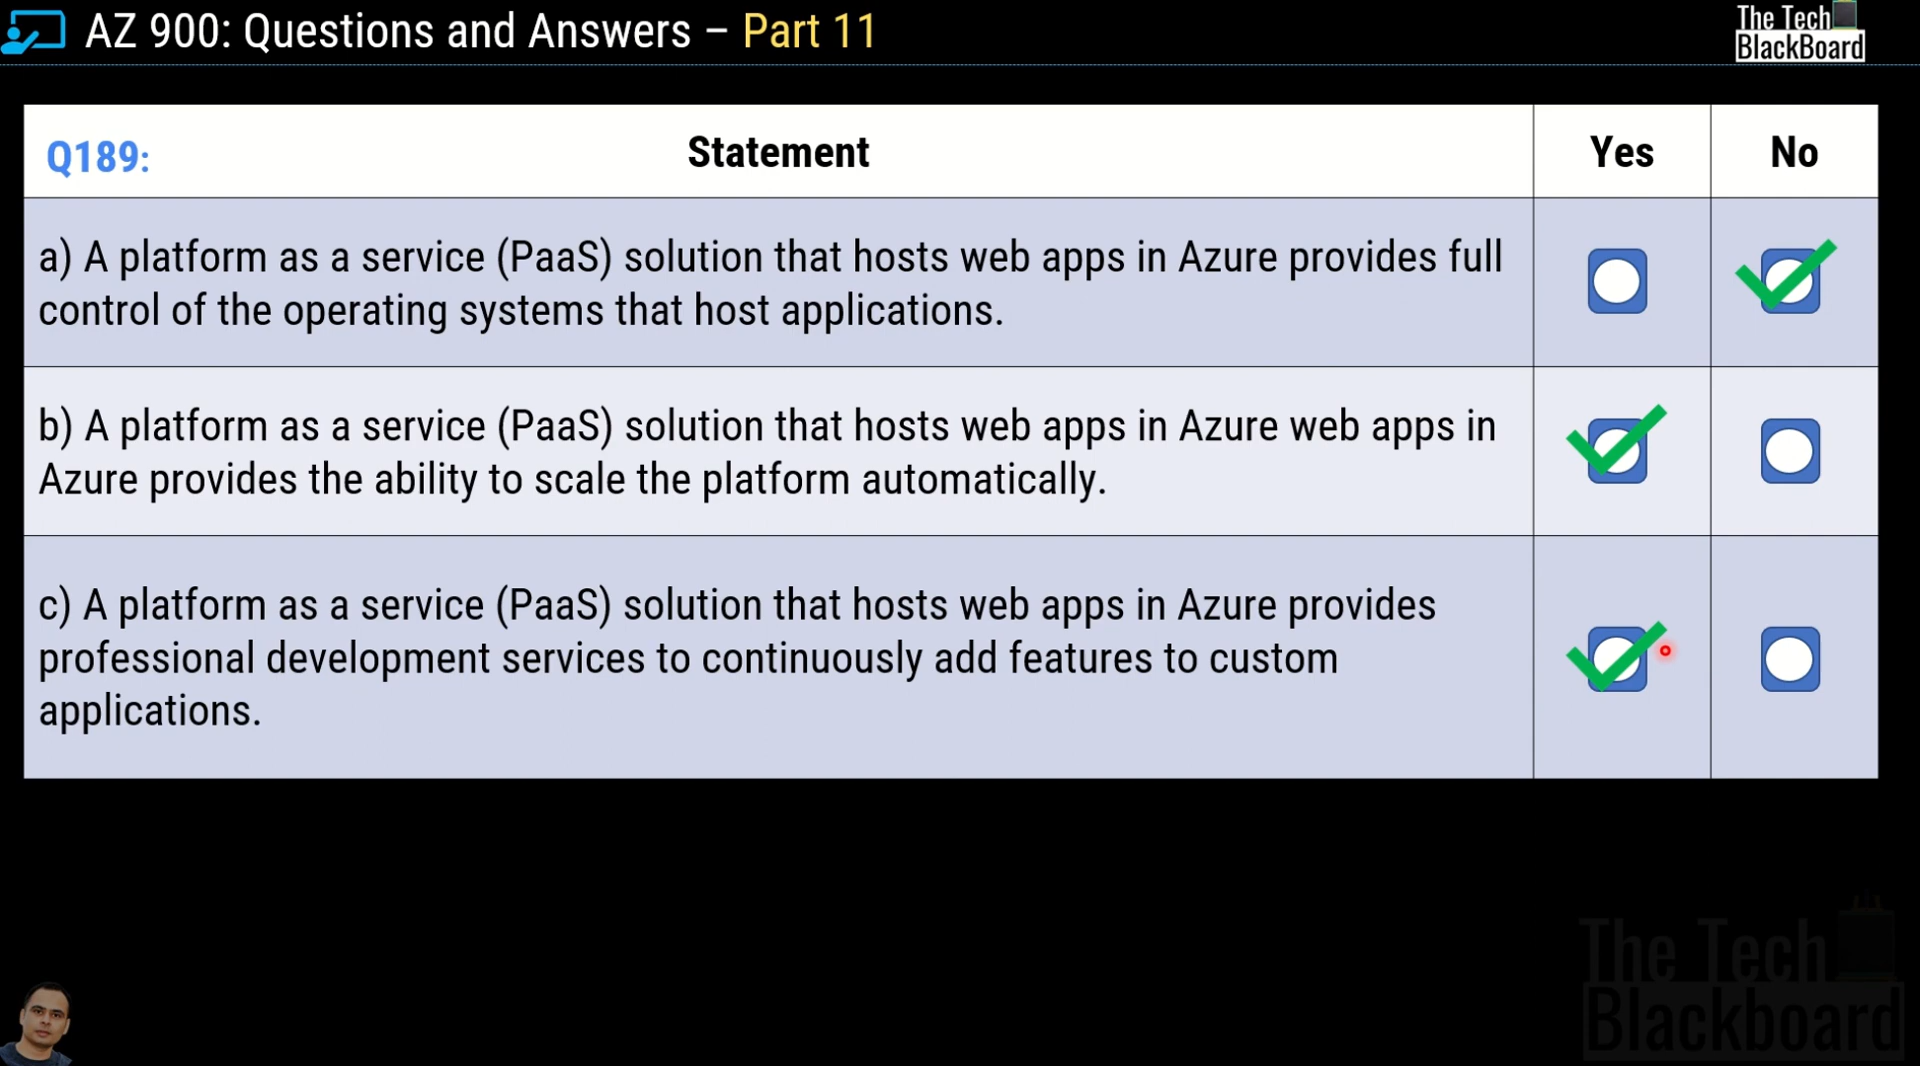 AZ 900: Questions and Answers – Part 11
The Tech
BlackBoard
Q189:
Statement
Yes
No
a) A platform as a service (PaaS) solution that hosts web apps in Azure provides full
control of the operating systems that host applications.
b) A platform as a service (PaaS) solution that hosts web apps in Azure web apps in
Azure provides the ability to scale the platform automatically.
c) A platform as a service (PaaS) solution that hosts web apps in Azure provides
professional development services to continuously add features to custom
applications.
The Tech
Blackboard